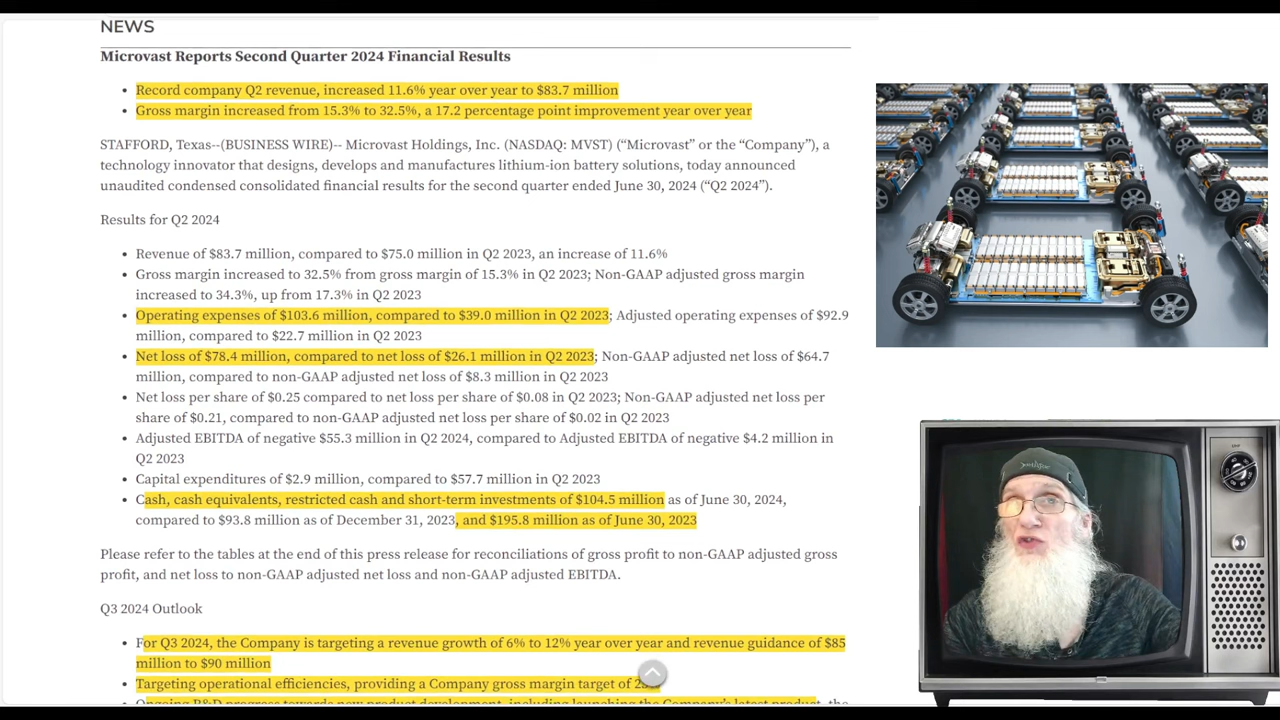 NEWS
Microvast Reports Second Quarter 2024 Financial Results
• Record company Q2 revenue, increased 11.6% year over year to $83.7 million
• Gross margin increased from 15.3% to 32.5%, a 17.2 percentage point improvement year over year
STAFFORD, Texas--(BUSINESS WIRE)-- Microvast Holdings, Inc. (NASDAQ: MVST) (“Microvast” or the “Company”), a
technology innovator that designs, develops and manufactures lithium-ion battery solutions, today announced
unaudited condensed consolidated financial results for the second quarter ended June 30, 2024 (“Q2 2024”).
Results for Q2 2024
• Revenue of $83.7 million, compared to $75.0 million in Q2 2023, an increase of 11.6%
• Gross margin increased to 32.5% from gross margin of 15.3% in Q2 2023; Non-GAAP adjusted gross margin
increased to 34.3%, up from 17.3% in Q2 2023
• Operating expenses of $103.6 million, compared to $39.0 million in Q2 2023; Adjusted operating expenses of $92.9
million, compared to $22.7 million in Q2 2023
• Net loss of $78.4 million, compared to net loss of $26.1 million in Q2 2023; Non-GAAP adjusted net loss of $64.7
million, compared to non-GAAP adjusted net loss of $8.3 million in Q2 2023
• Net loss per share of $0.25 compared to net loss per share of $0.08 in Q2 2023; Non-GAAP adjusted net loss per
share of $0.21, compared to non-GAAP adjusted net loss per share of $0.02 in Q2 2023
• Adjusted EBITDA of negative $55.3 million in Q2 2024, compared to Adjusted EBITDA of negative $4.2 million in
Q2 2023
• Capital expenditures of $2.9 million, compared to $57.7 million in Q2 2023
• Cash, cash equivalents, restricted cash and short-term investments of $104.5 million as of June 30, 2024,
compared to $93.8 million as of December 31, 2023, and $195.8 million as of June 30, 2023
Please refer to the tables at the end of this press release for reconciliations of gross profit to non-GAAP adjusted gross
profit, and net loss to non-GAAP adjusted net loss and non-GAAP adjusted EBITDA.
Q3 2024 Outlook
• For Q3 2024, the Company is targeting a revenue growth of 6% to 12% year over year and revenue guidance of $85
million to $90 million
• Targeting operational efficiencies, providing a Company gross margin target of
• Ongoing R&D progress towards new product development, including launching the Company's latest product, the